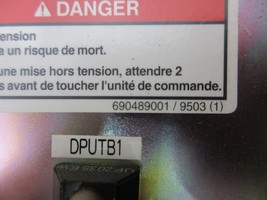 ⚠ DANGER
ension
a un risque de mort.
une mise hors tension, attendre 2
s avant de toucher l'unité de commande.
690489001 / 9503 (1)
DPUTB1